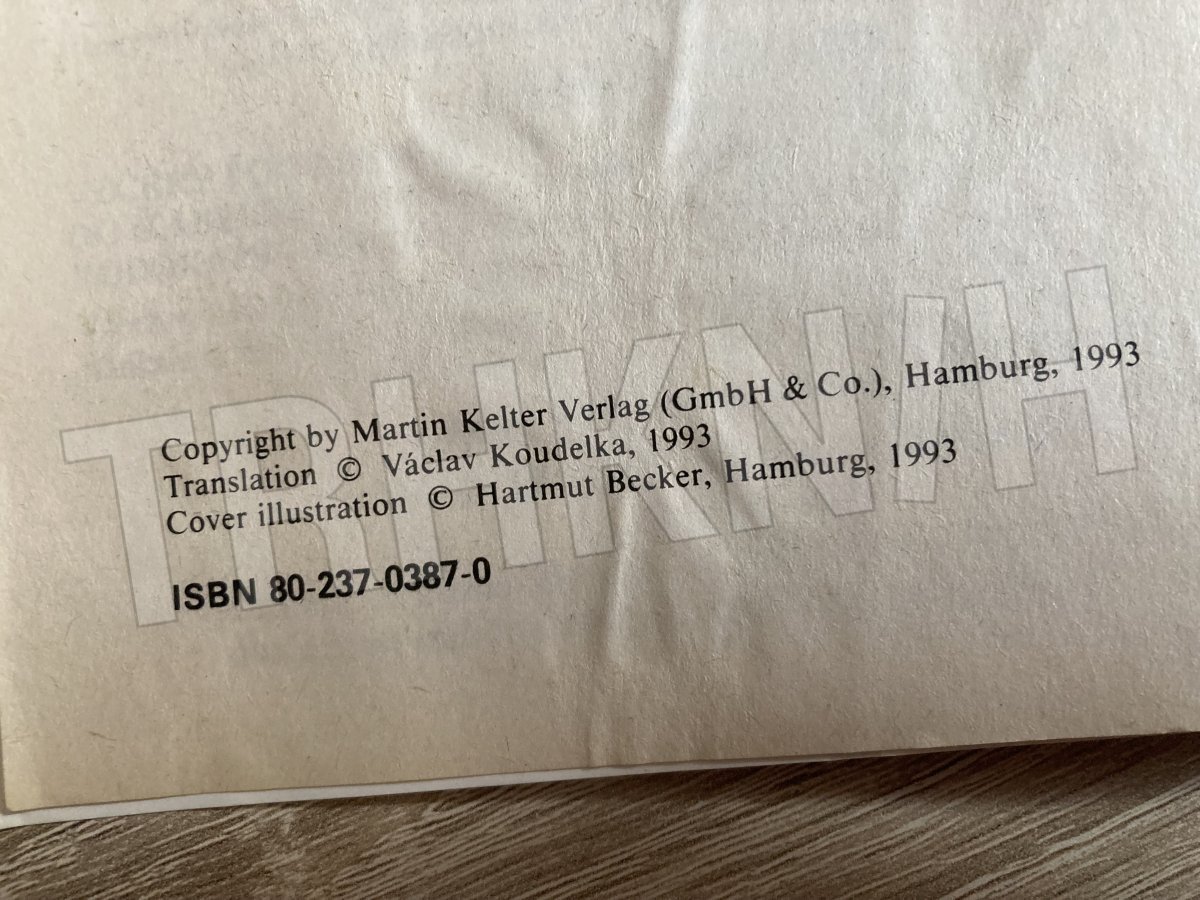 Copyright by Martin Kelter Verlag (GmbH & Co.), Hamburg, 1993
Translation © Václav Koudelka, 1993
Cover illustration © Hartmut Becker, Hamburg, 1993
ISBN 80-237-0387-0